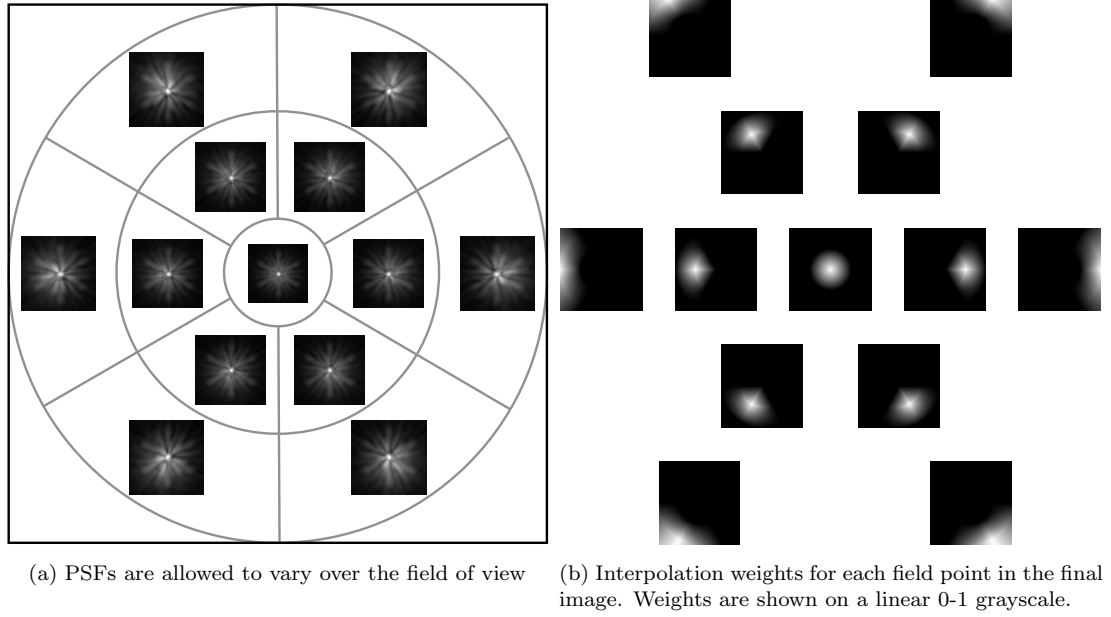 (a) PSFs are allowed to vary over the field of view
(b) Interpolation weights for each field point in the final
image. Weights are shown on a linear 0-1 grayscale.